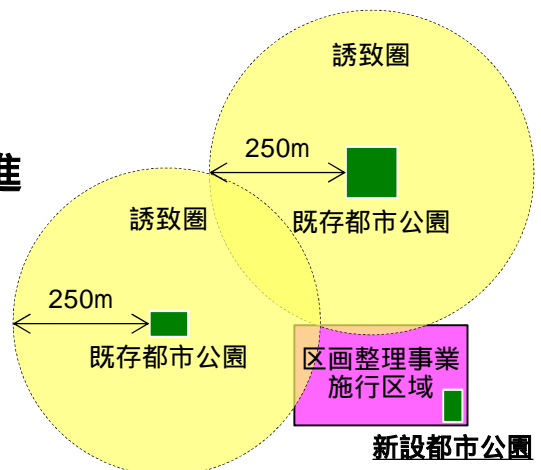 誘致圏
250m
進
既存都市公園
誘致圏
250m
既存都市公園
区画整理事業
施行区域
新設都市公園